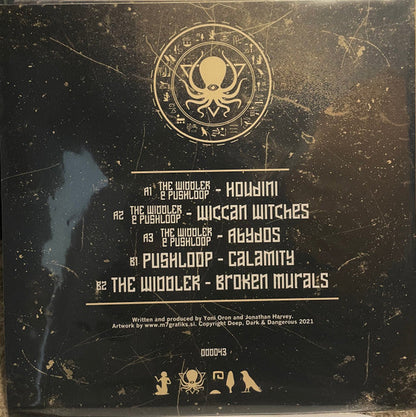 A1 THE WIDDLER & PUSHLOOP - HOUDINI
A2 THE WIDDLER & PUSHLOOP - WICCAN WITCHES
A3 THE WIDDLER & PUSHLOOP - ABYDOS
B1 PUSHLOOP - CALAMITY
B2 THE WIDDLER - BROKEN MURALS
Written and produced by Yoni Oron and Jonathan Harvey.
Artwork by www.m7grafiks.si. Copyright Deep, Dark & Dangerous 2021
000043